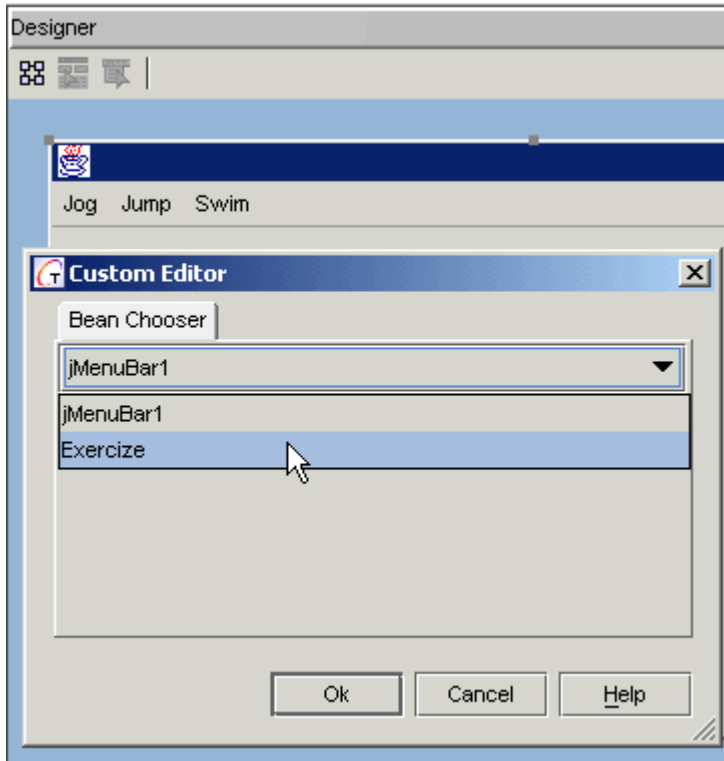 Designer
Jog Jump Swim
Custom Editor
Bean Chooser
jMenuBar1
jMenuBar1
Exercize
Ok Cancel Help